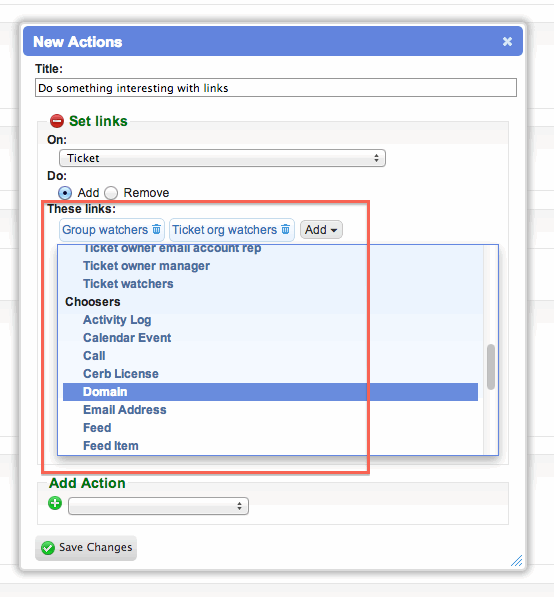 New Actions
Title:
Do something interesting with links
Set links
On:
Ticket
Do:
Add Remove
These links:
Group watchers Ticket org watchers Add
Ticket owner email account rep
Ticket owner manager
Ticket watchers
Choosers
Activity Log
Calendar Event
Call
Cerb License
Domain
Email Address
Feed
Feed Item
Add Action
Save Changes